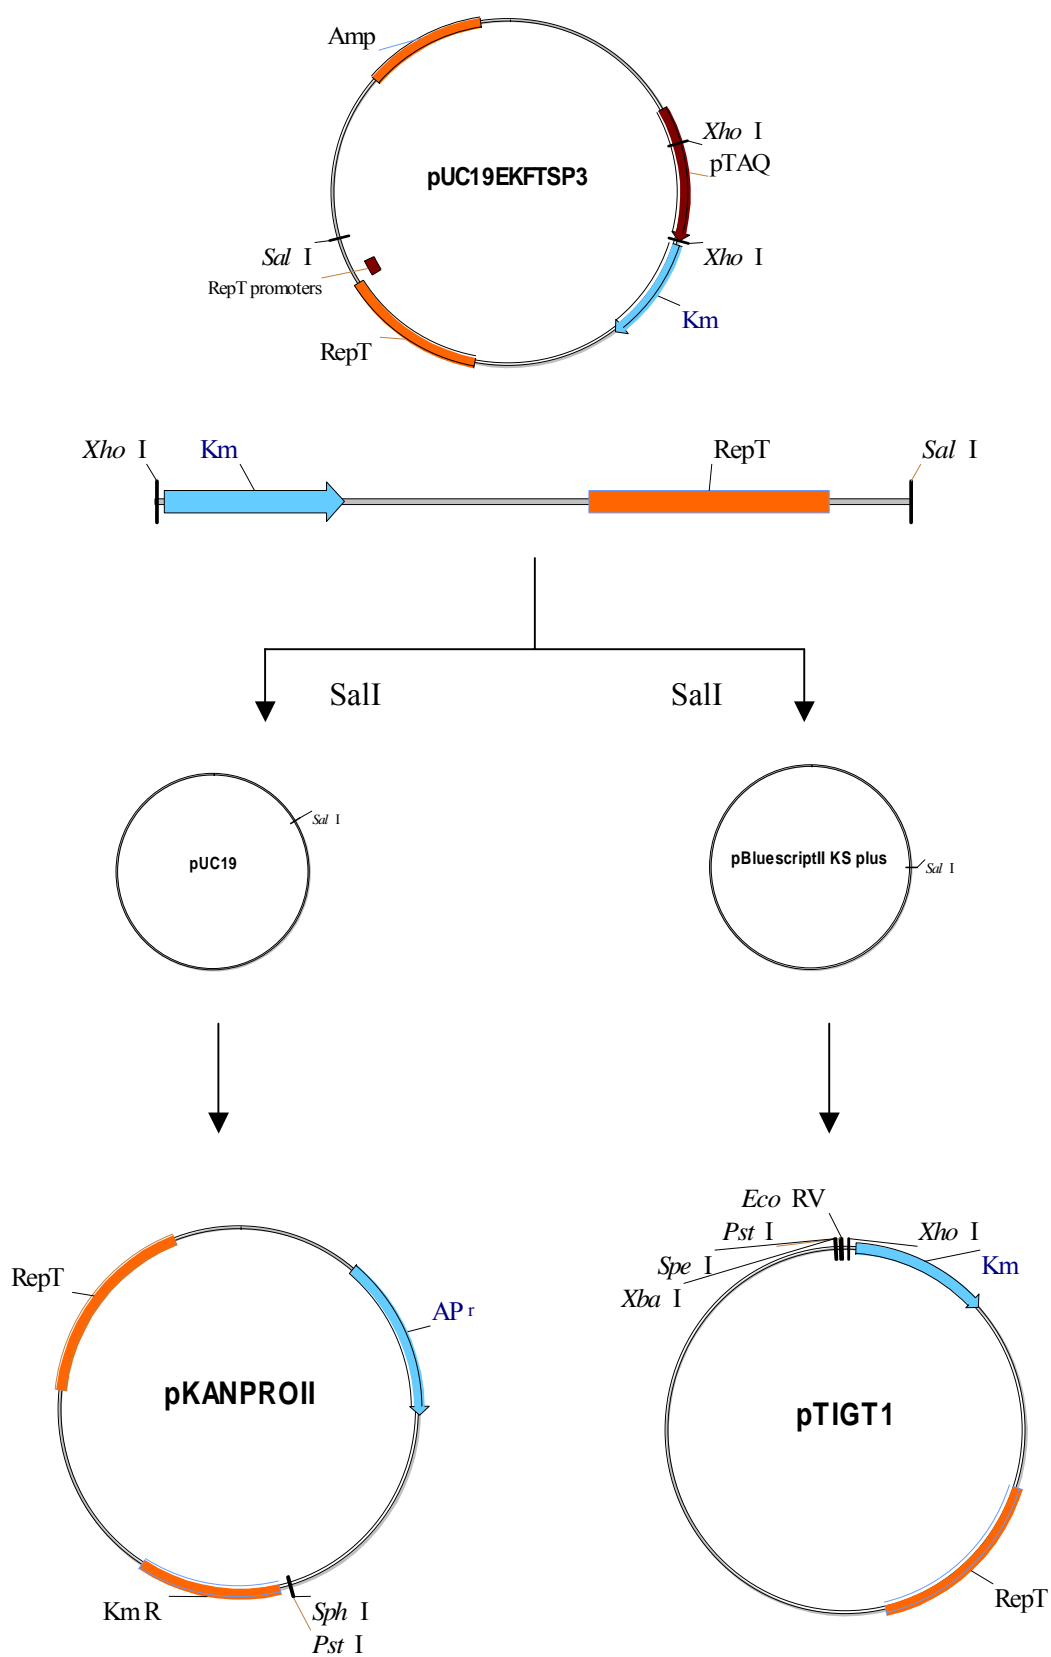 Amp
Xho I
pTAQ
pUC19EKFTSP3
Sal I
Xho I
RepT promoters
Km
RepT
Xho I
Km
RepT
Sal I
SalI
SalI
Sal I
pUC19
pBluescriptII KS plus
Sal I
Eco RV
Pst I
Xho I
Spe I
Km
Xba I
RepT
AP r
pKANPROII
pTIGT1
RepT
Km R
Sph I
Pst I